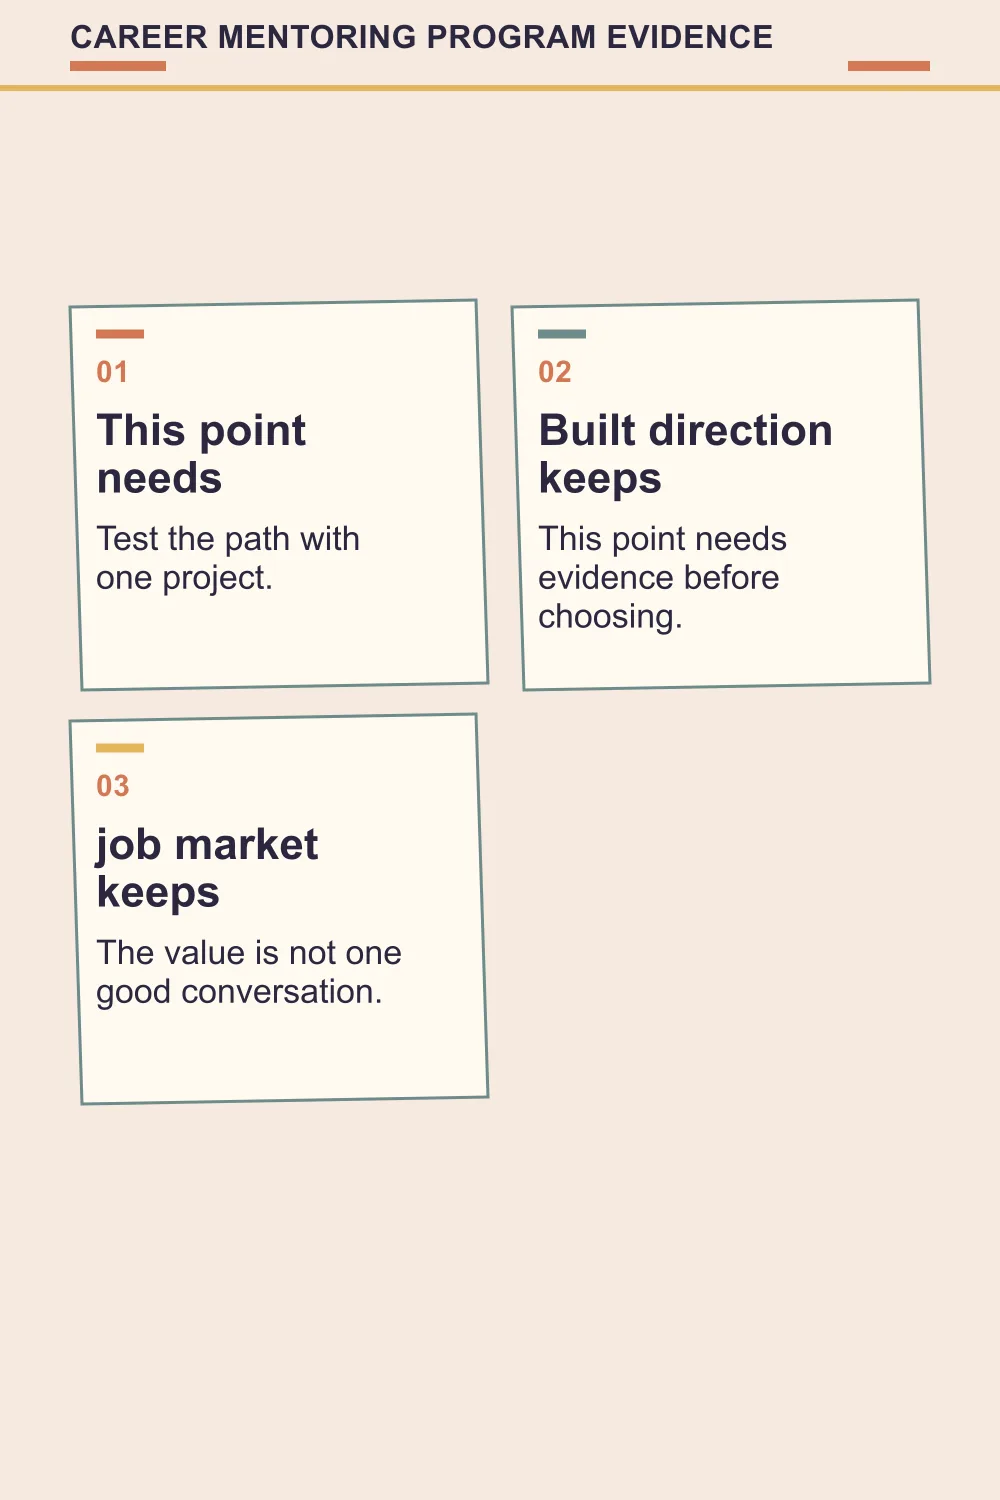 CAREER MENTORING PROGRAM EVIDENCE
01
This point
needs
Test the path with
one project.
02
Built direction
keeps
This point needs
evidence before
choosing.
03
job market
keeps
The value is not one
good conversation.